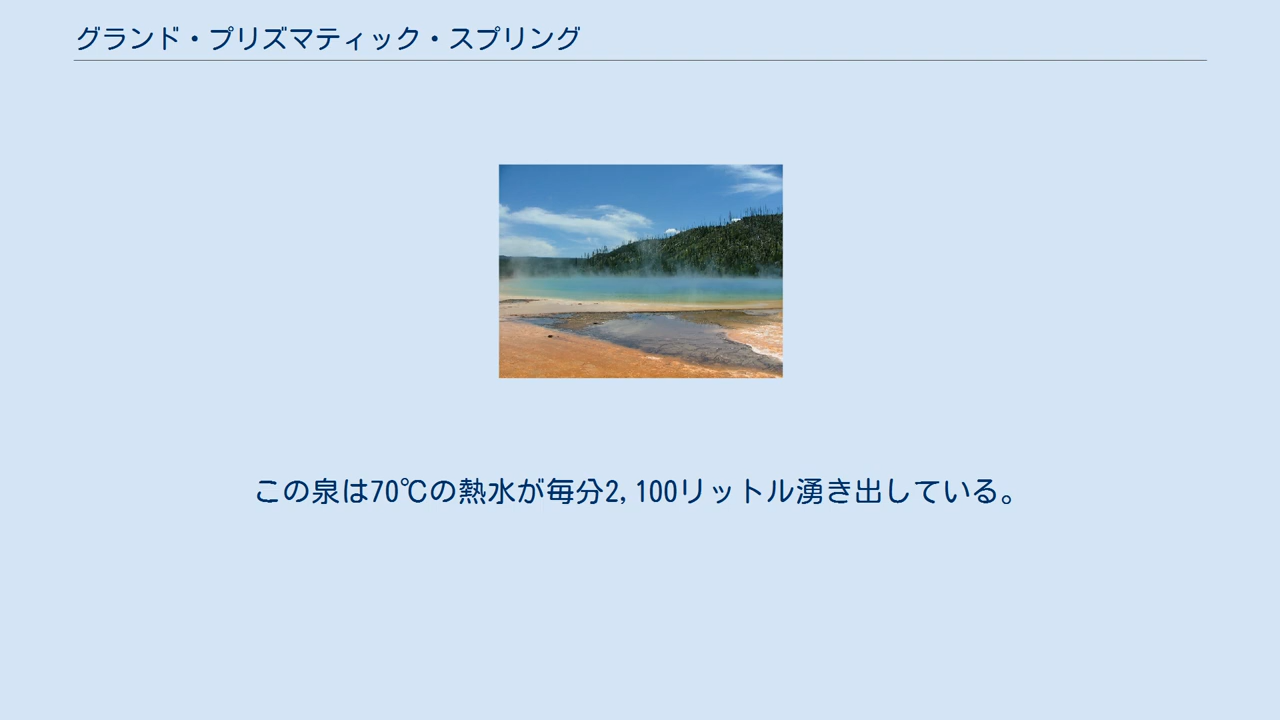 グランド・プリズマティック・スプリング
この泉は70℃の熱水が毎分2,100リットル湧き出している。